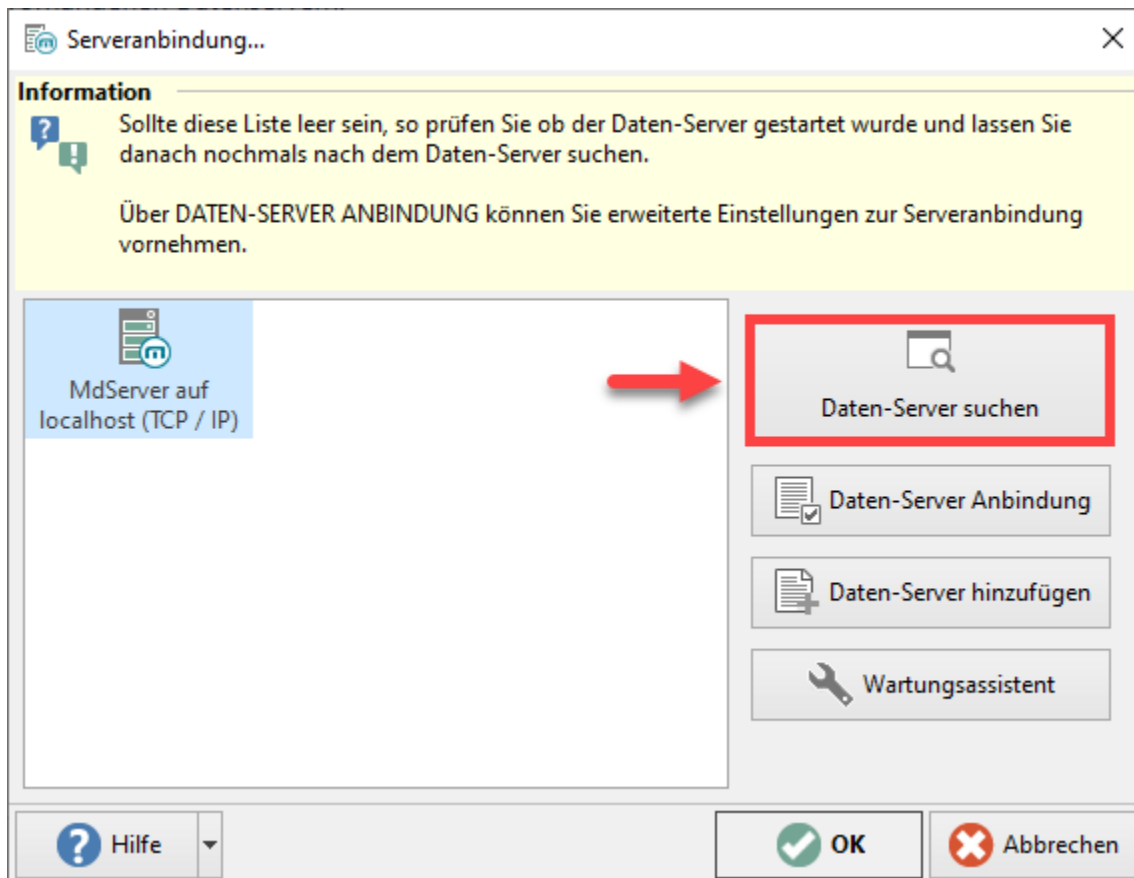 Serveranbindung...
Information
Sollte diese Liste leer sein, so prüfen Sie ob der Daten-Server gestartet wurde und lassen Sie
danach nochmals nach dem Daten-Server suchen.
Über DATEN-SERVER ANBINDUNG können Sie erweiterte Einstellungen zur Serveranbindung
vornehmen.
MdServer auf
localhost (TCP / IP)
Daten-Server suchen
Daten-Server Anbindung
Daten-Server hinzufügen
Wartungsassistent
Hilfe
OK
Abbrechen